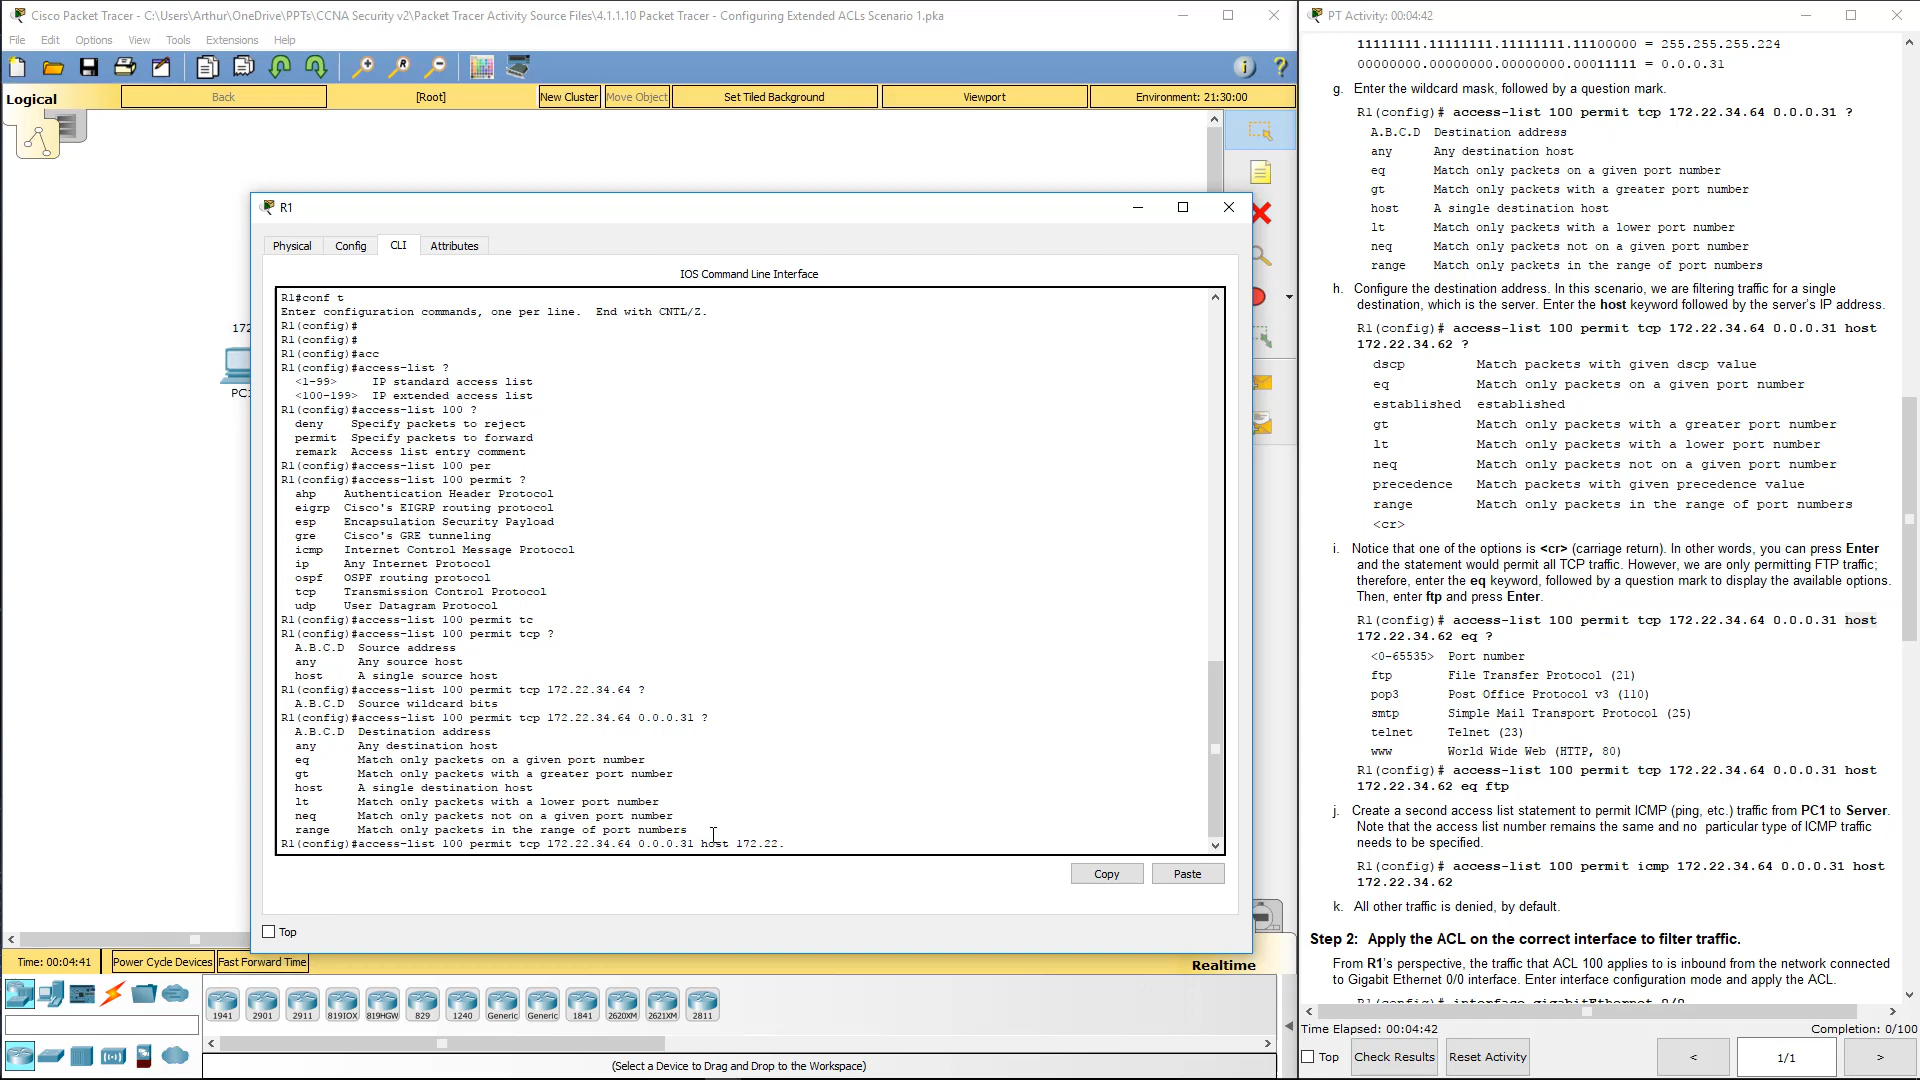 Cisco Packet Tracer - C:\Users\Arthur\OneDrive\PPTs\CCNA Security v2\Packet Tracer Activity Source Files\4.1.1.10 Packet Tracer - Configuring Extended ACLs Scenario 1.pka
File Edit Options View Tools Extensions Help
Logical Back [Root] New Cluster Move Object Set Tiled Background Viewport Environment: 21:30:00
172
PC1
R1
Physical Config CLI Attributes
IOS Command Line Interface
R1#conf t
Enter configuration commands, one per line. End with CNTL/Z.
R1(config)#
R1(config)#
R1(config)#acc
R1(config)#access-list ?
<1-99> IP standard access list
<100-199> IP extended access list
R1(config)#access-list 100 ?
deny Specify packets to reject
permit Specify packets to forward
remark Access list entry comment
R1(config)#access-list 100 per
R1(config)#access-list 100 permit ?
ahp Authentication Header Protocol
eigrp Cisco's EIGRP routing protocol
esp Encapsulation Security Payload
gre Cisco's GRE tunneling
icmp Internet Control Message Protocol
ip Any Internet Protocol
ospf OSPF routing protocol
tcp Transmission Control Protocol
udp User Datagram Protocol
R1(config)#access-list 100 permit tc
R1(config)#access-list 100 permit tcp ?
A.B.C.D Source address
any Any source host
host A single source host
R1(config)#access-list 100 permit tcp 172.22.34.64 ?
A.B.C.D Source wildcard bits
R1(config)#access-list 100 permit tcp 172.22.34.64 0.0.0.31 ?
A.B.C.D Destination address
any Any destination host
eq Match only packets on a given port number
gt Match only packets with a greater port number
host A single destination host
lt Match only packets with a lower port number
neq Match only packets not on a given port number
range Match only packets in the range of port numbers
R1(config)#access-list 100 permit tcp 172.22.34.64 0.0.0.31 host 172.22.
Copy Paste
Top
Time: 00:04:41 Power Cycle Devices Fast Forward Time Realtime
1941 2901 2911 819IOX 819HGW 829 1240 Generic Generic 1841 2620XM 2621XM 2811
(Select a Device to Drag and Drop to the Workspace)
PT Activity: 00:04:42
11111111.11111111.11111111.11100000 = 255.255.255.224
00000000.00000000.00000000.00011111 = 0.0.0.31
g. Enter the wildcard mask, followed by a question mark.
R1(config)# access-list 100 permit tcp 172.22.34.64 0.0.0.31 ?
A.B.C.D Destination address
any Any destination host
eq Match only packets on a given port number
gt Match only packets with a greater port number
host A single destination host
lt Match only packets with a lower port number
neq Match only packets not on a given port number
range Match only packets in the range of port numbers
h. Configure the destination address. In this scenario, we are filtering traffic for a single
destination, which is the server. Enter the host keyword followed by the server's IP address.
R1(config)# access-list 100 permit tcp 172.22.34.64 0.0.0.31 host
172.22.34.62 ?
dscp Match packets with given dscp value
eq Match only packets on a given port number
established established
gt Match only packets with a greater port number
lt Match only packets with a lower port number
neq Match only packets not on a given port number
precedence Match packets with given precedence value
range Match only packets in the range of port numbers
<cr>
i. Notice that one of the options is <cr> (carriage return). In other words, you can press Enter
and the statement would permit all TCP traffic. However, we are only permitting FTP traffic;
therefore, enter the eq keyword, followed by a question mark to display the available options.
Then, enter ftp and press Enter.
R1(config)# access-list 100 permit tcp 172.22.34.64 0.0.0.31 host
172.22.34.62 eq ?
<0-65535> Port number
ftp File Transfer Protocol (21)
pop3 Post Office Protocol v3 (110)
smtp Simple Mail Transport Protocol (25)
telnet Telnet (23)
www World Wide Web (HTTP, 80)
R1(config)# access-list 100 permit tcp 172.22.34.64 0.0.0.31 host
172.22.34.62 eq ftp
j. Create a second access list statement to permit ICMP (ping, etc.) traffic from PC1 to Server.
Note that the access list number remains the same and no particular type of ICMP traffic
needs to be specified.
R1(config)# access-list 100 permit icmp 172.22.34.64 0.0.0.31 host
172.22.34.62
k. All other traffic is denied, by default.
Step 2: Apply the ACL on the correct interface to filter traffic.
From R1's perspective, the traffic that ACL 100 applies to is inbound from the network connected
to Gigabit Ethernet 0/0 interface. Enter interface configuration mode and apply the ACL.
R1(config)# interface gigabitEthernet 0/0
Time Elapsed: 00:04:42 Completion: 0/100
Top Check Results Reset Activity < 1/1 >